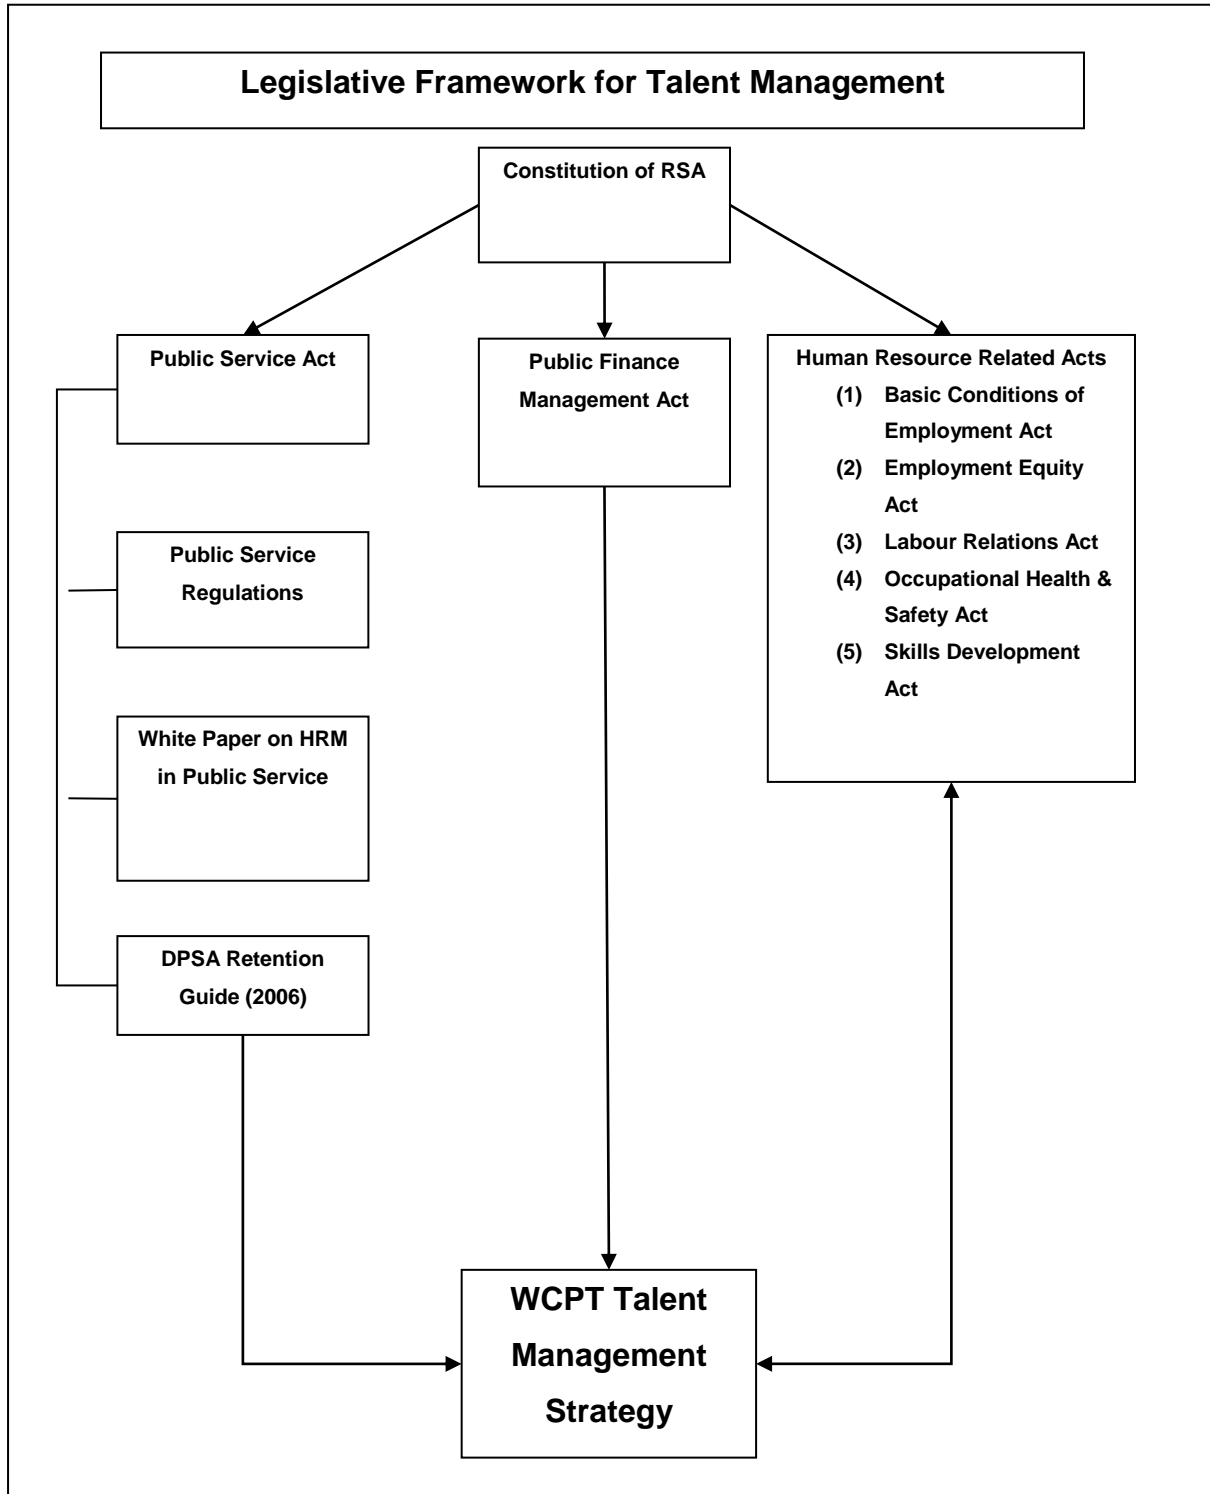 Legislative Framework for Talent Management
Constitution of RSA
Public Service Act
Public Finance
Management Act
Human Resource Related Acts
(1) Basic Conditions of
Employment Act
(2) Employment Equity
Act
(3) Labour Relations Act
(4) Occupational Health &
Safety Act
(5) Skills Development
Act
Public Service
Regulations
White Paper on HRM
in Public Service
DPSA Retention
Guide (2006)
WCPT Talent
Management
Strategy